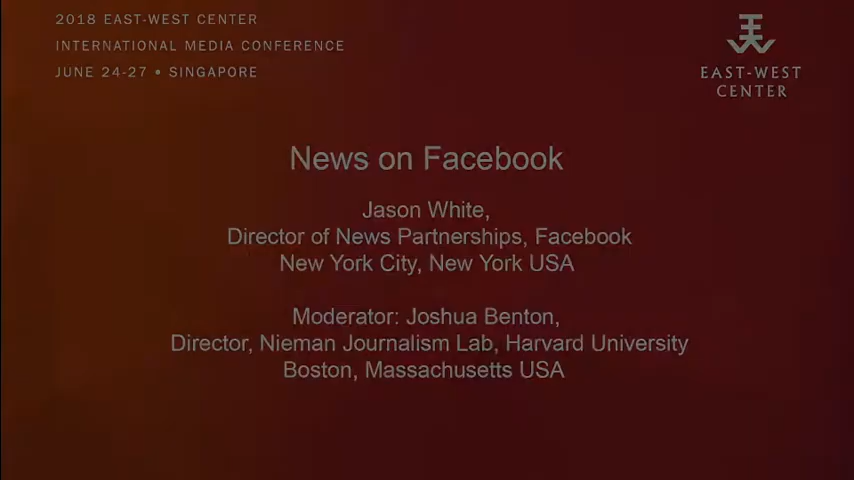 2018 EAST-WEST CENTER
INTERNATIONAL MEDIA CONFERENCE
JUNE 24-27 • SINGAPORE
EAST-WEST
CENTER
News on Facebook
Jason White,
Director of News Partnerships, Facebook
New York City, New York USA
Moderator: Joshua Benton,
Director, Nieman Journalism Lab, Harvard University
Boston, Massachusetts USA